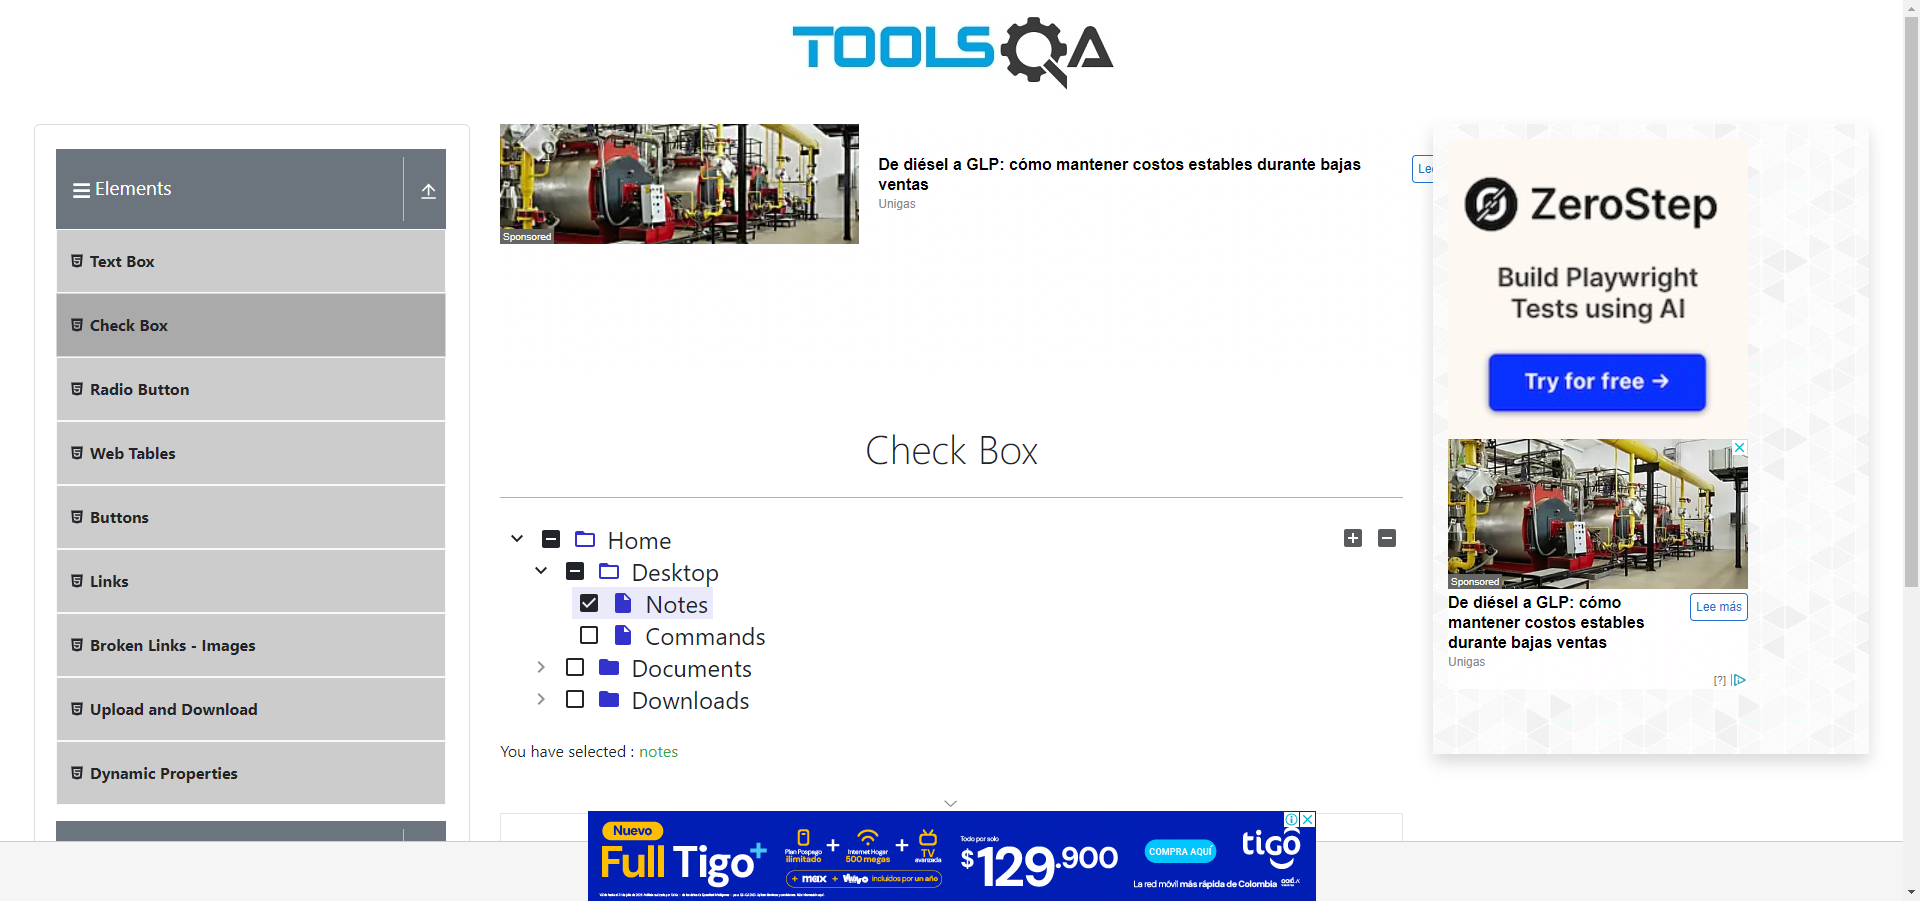 TOOLSQA
Elements
Text Box
Check Box
Radio Button
Web Tables
Buttons
Links
Broken Links - Images
Upload and Download
Dynamic Properties
Sponsored
De diésel a GLP: cómo mantener costos estables durante bajas
ventas
Unigas
Lee
Check Box
Home
Desktop
Notes
Commands
Documents
Downloads
You have selected : notes
ZeroStep
Build Playwright
Tests using AI
Try for free →
Sponsored
De diésel a GLP: cómo
mantener costos estables
durante bajas ventas
Lee más
Unigas
[?]
Nuevo
Full Tigo+
Plan Pospago
ilimitado
+
Internet Hogar
500 megas
+
TV
avanzada
+ max + Win+ incluidos por un año
Todo por solo
$129.900
COMPRA AQUÍ
tigo
La red móvil más rápida de Colombia